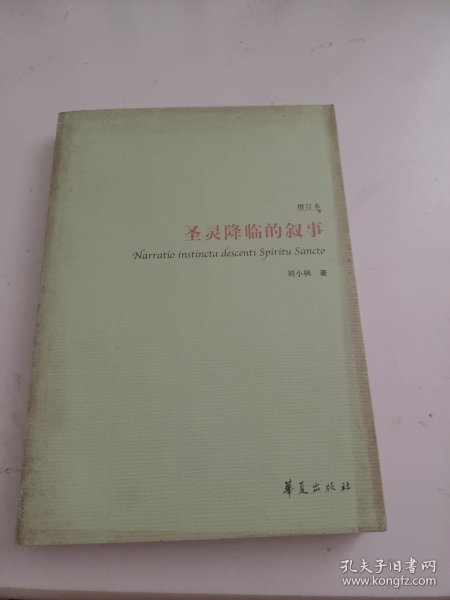 增订本
圣灵降临的叙事
Narratio instincta descenti Spiritu Sancto
刘小枫 著
华夏出版社
孔夫子旧书网
www.kongfz.com